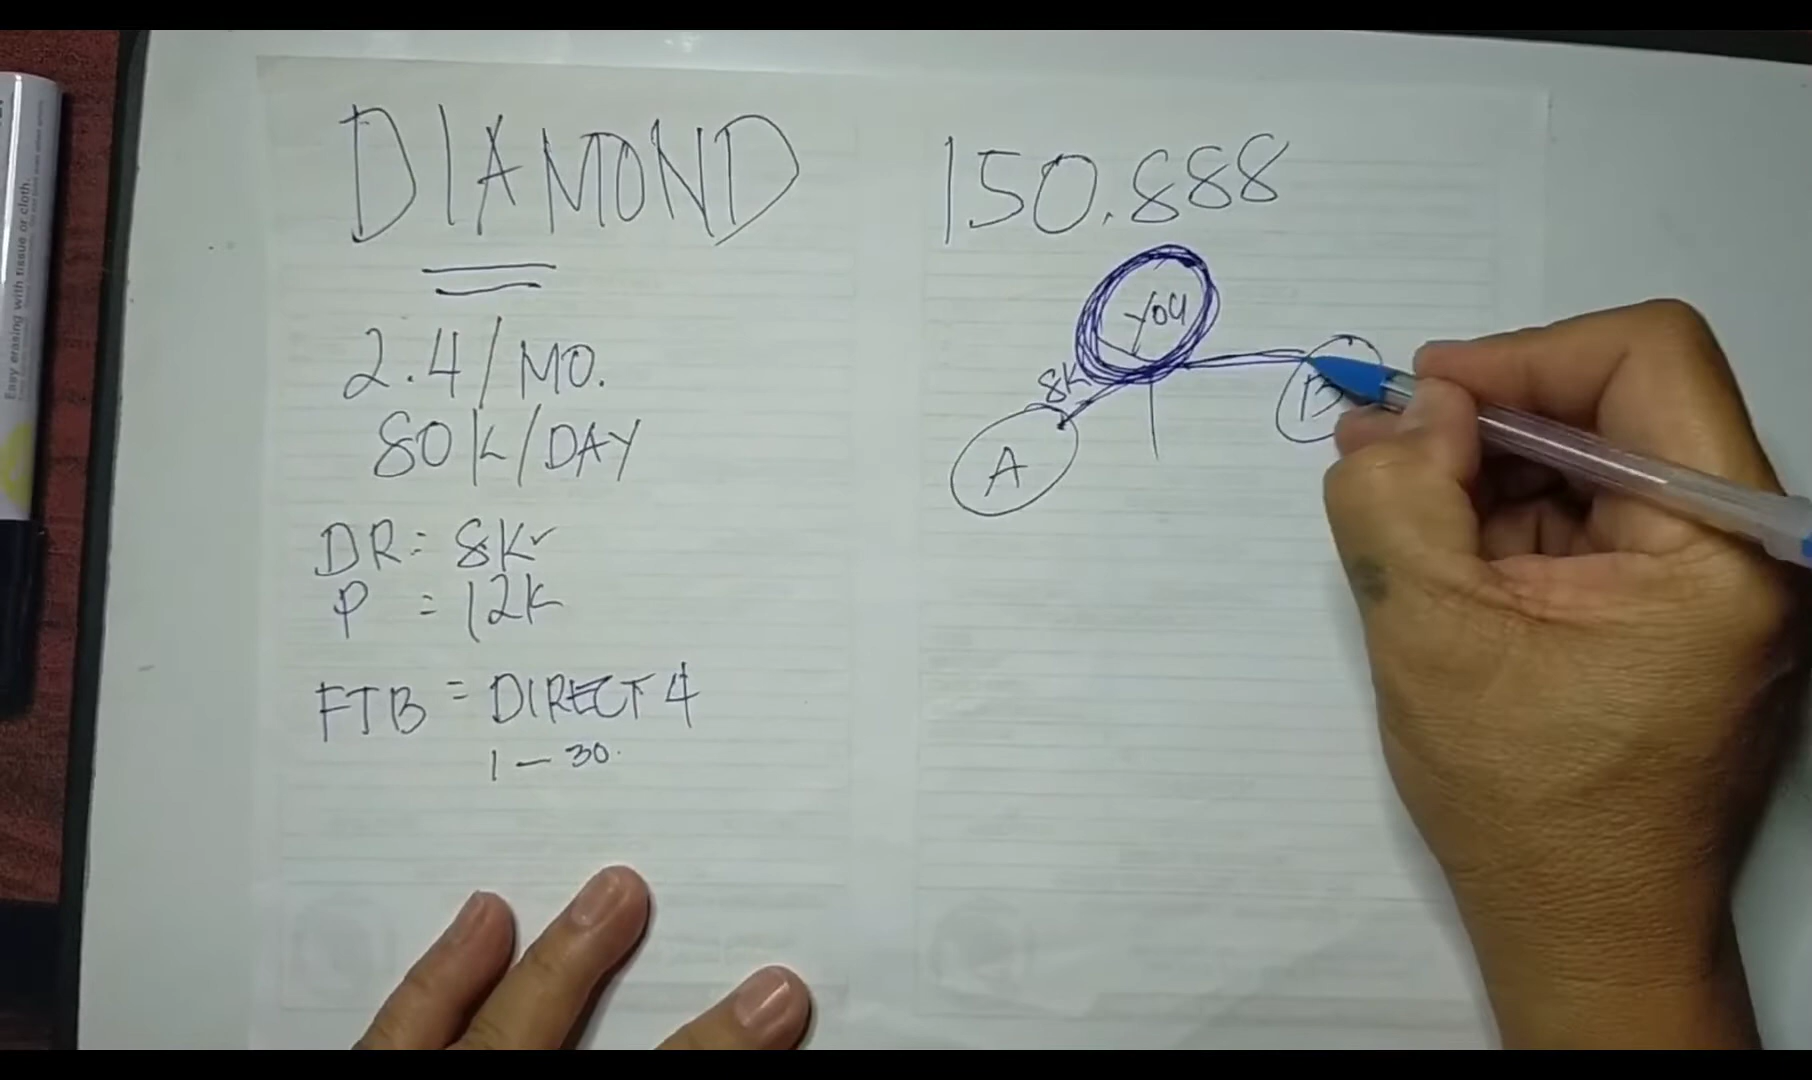 Easy erasing with tissue or cloth.
DIAMOND
150.888
2.4/MO.
80K/DAY
DR = 8K✓
P = 12K
FTB = DIRECT 4
1 — 30.
YOU
8K
A
B